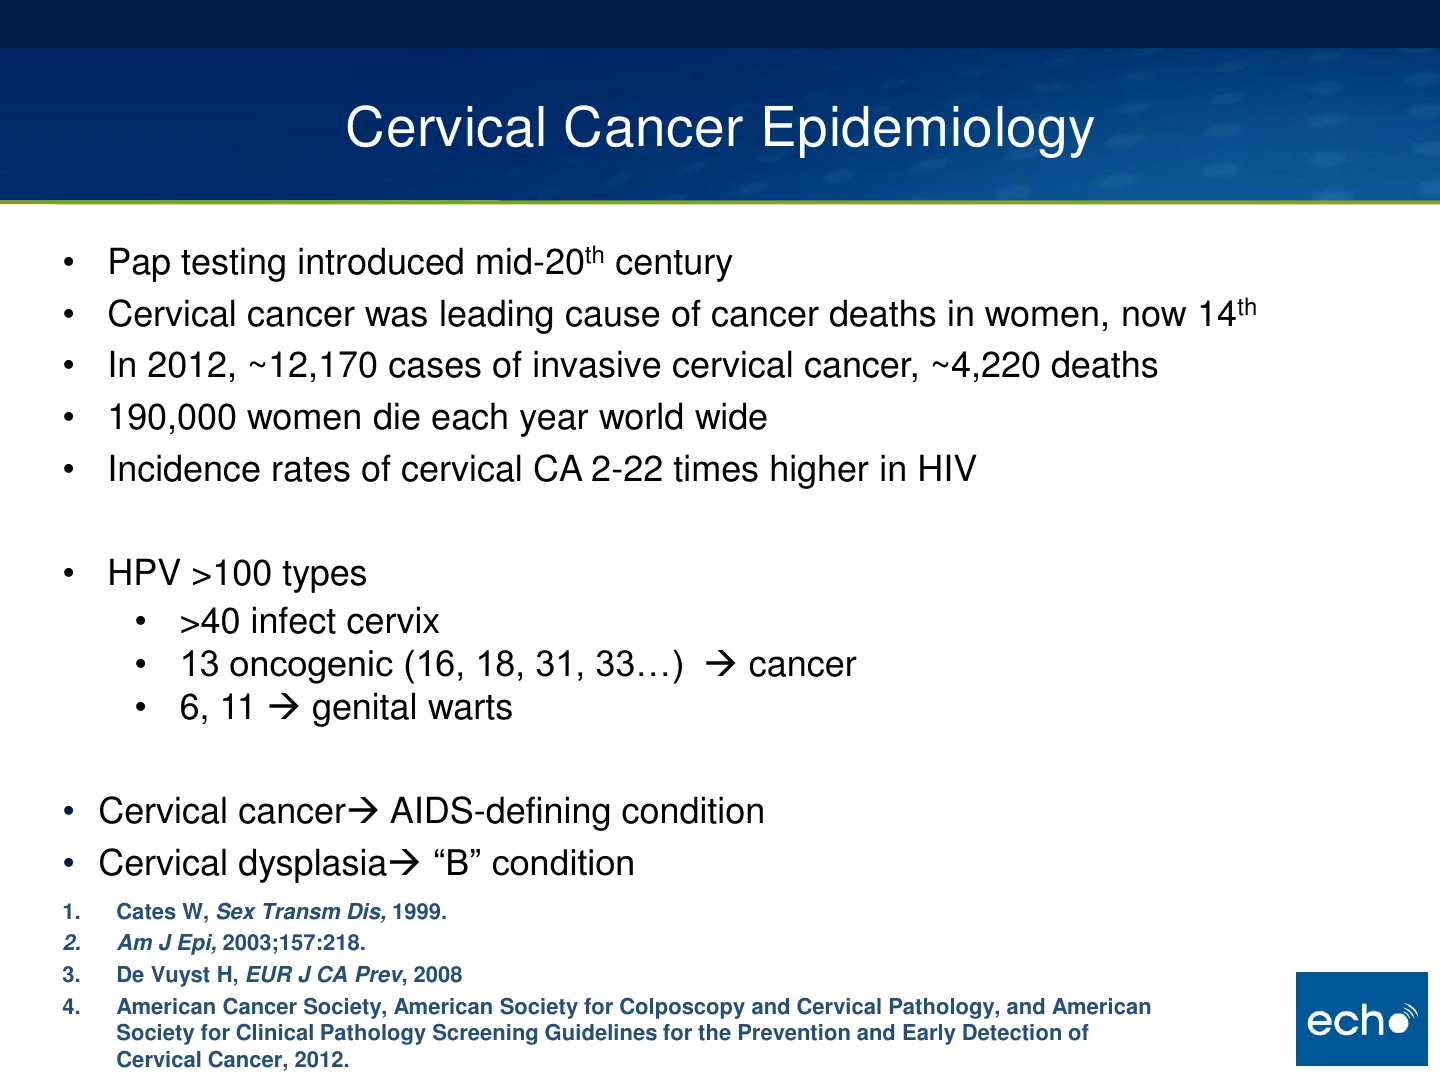 Cervical Cancer Epidemiology
• Pap testing introduced mid-20th century
• Cervical cancer was leading cause of cancer deaths in women, now 14th
• In 2012, ~12,170 cases of invasive cervical cancer, ~4,220 deaths
• 190,000 women die each year world wide
• Incidence rates of cervical CA 2-22 times higher in HIV
• HPV >100 types
• >40 infect cervix
• 13 oncogenic (16, 18, 31, 33…) → cancer
• 6, 11 → genital warts
• Cervical cancer→ AIDS-defining condition
• Cervical dysplasia→ “B” condition
1. Cates W, Sex Transm Dis, 1999.
2. Am J Epi, 2003;157:218.
3. De Vuyst H, EUR J CA Prev, 2008
4. American Cancer Society, American Society for Colposcopy and Cervical Pathology, and American
Society for Clinical Pathology Screening Guidelines for the Prevention and Early Detection of
Cervical Cancer, 2012.
echo